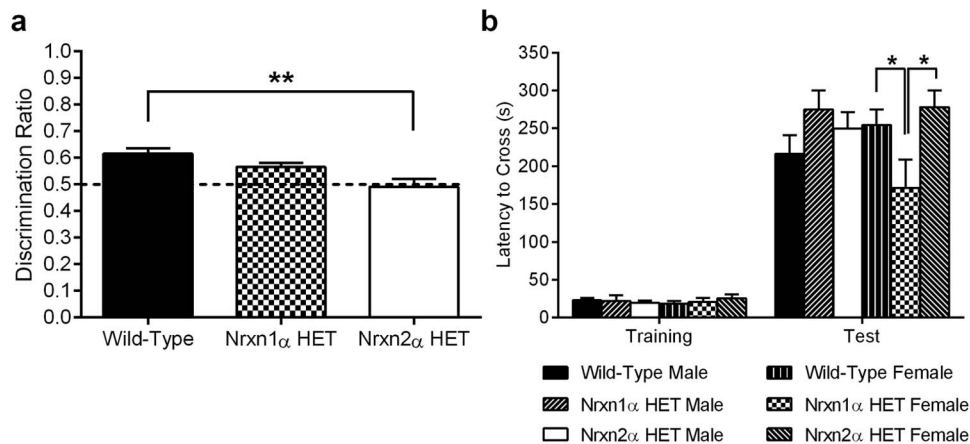 a
Discrimination Ratio
1.0
0.9
0.8
0.7
0.6
0.5
0.4
0.3
0.2
0.1
0.0
**
Wild-Type
Nrxn1α HET
Nrxn2α HET
b
Latency to Cross (s)
350
300
250
200
150
100
50
0
*
*
Training
Test
Wild-Type Male
Nrxn1α HET Male
Nrxn2α HET Male
Wild-Type Female
Nrxn1α HET Female
Nrxn2α HET Female